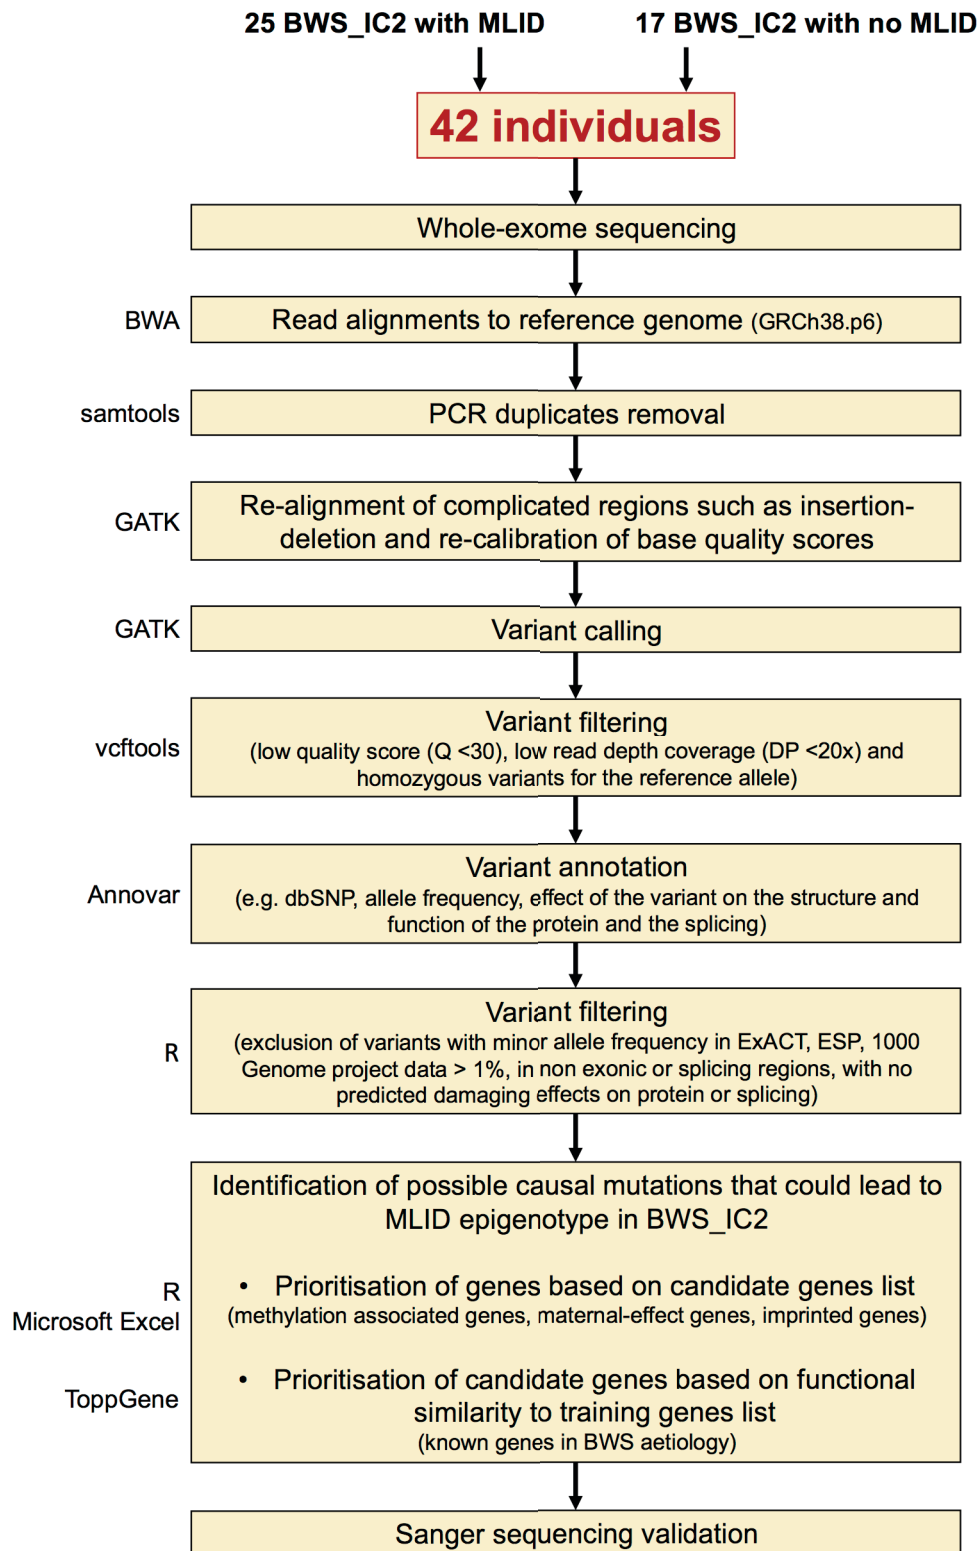 25 BWS_IC2 with MLID
17 BWS_IC2 with no MLID
42 individuals
Whole-exome sequencing
BWA
Read alignments to reference genome (GRCh38.p6)
samtools
PCR duplicates removal
GATK
Re-alignment of complicated regions such as insertion-
deletion and re-calibration of base quality scores
GATK
Variant calling
vcftools
Variant filtering
(low quality score (Q <30), low read depth coverage (DP <20x) and
homozygous variants for the reference allele)
Annovar
Variant annotation
(e.g. dbSNP, allele frequency, effect of the variant on the structure and
function of the protein and the splicing)
R
Variant filtering
(exclusion of variants with minor allele frequency in ExACT, ESP, 1000
Genome project data > 1%, in non exonic or splicing regions, with no
predicted damaging effects on protein or splicing)
Identification of possible causal mutations that could lead to
MLID epigenotype in BWS_IC2
R
Microsoft Excel
• Prioritisation of genes based on candidate genes list
(methylation associated genes, maternal-effect genes, imprinted genes)
ToppGene
• Prioritisation of candidate genes based on functional
similarity to training genes list
(known genes in BWS aetiology)
Sanger sequencing validation